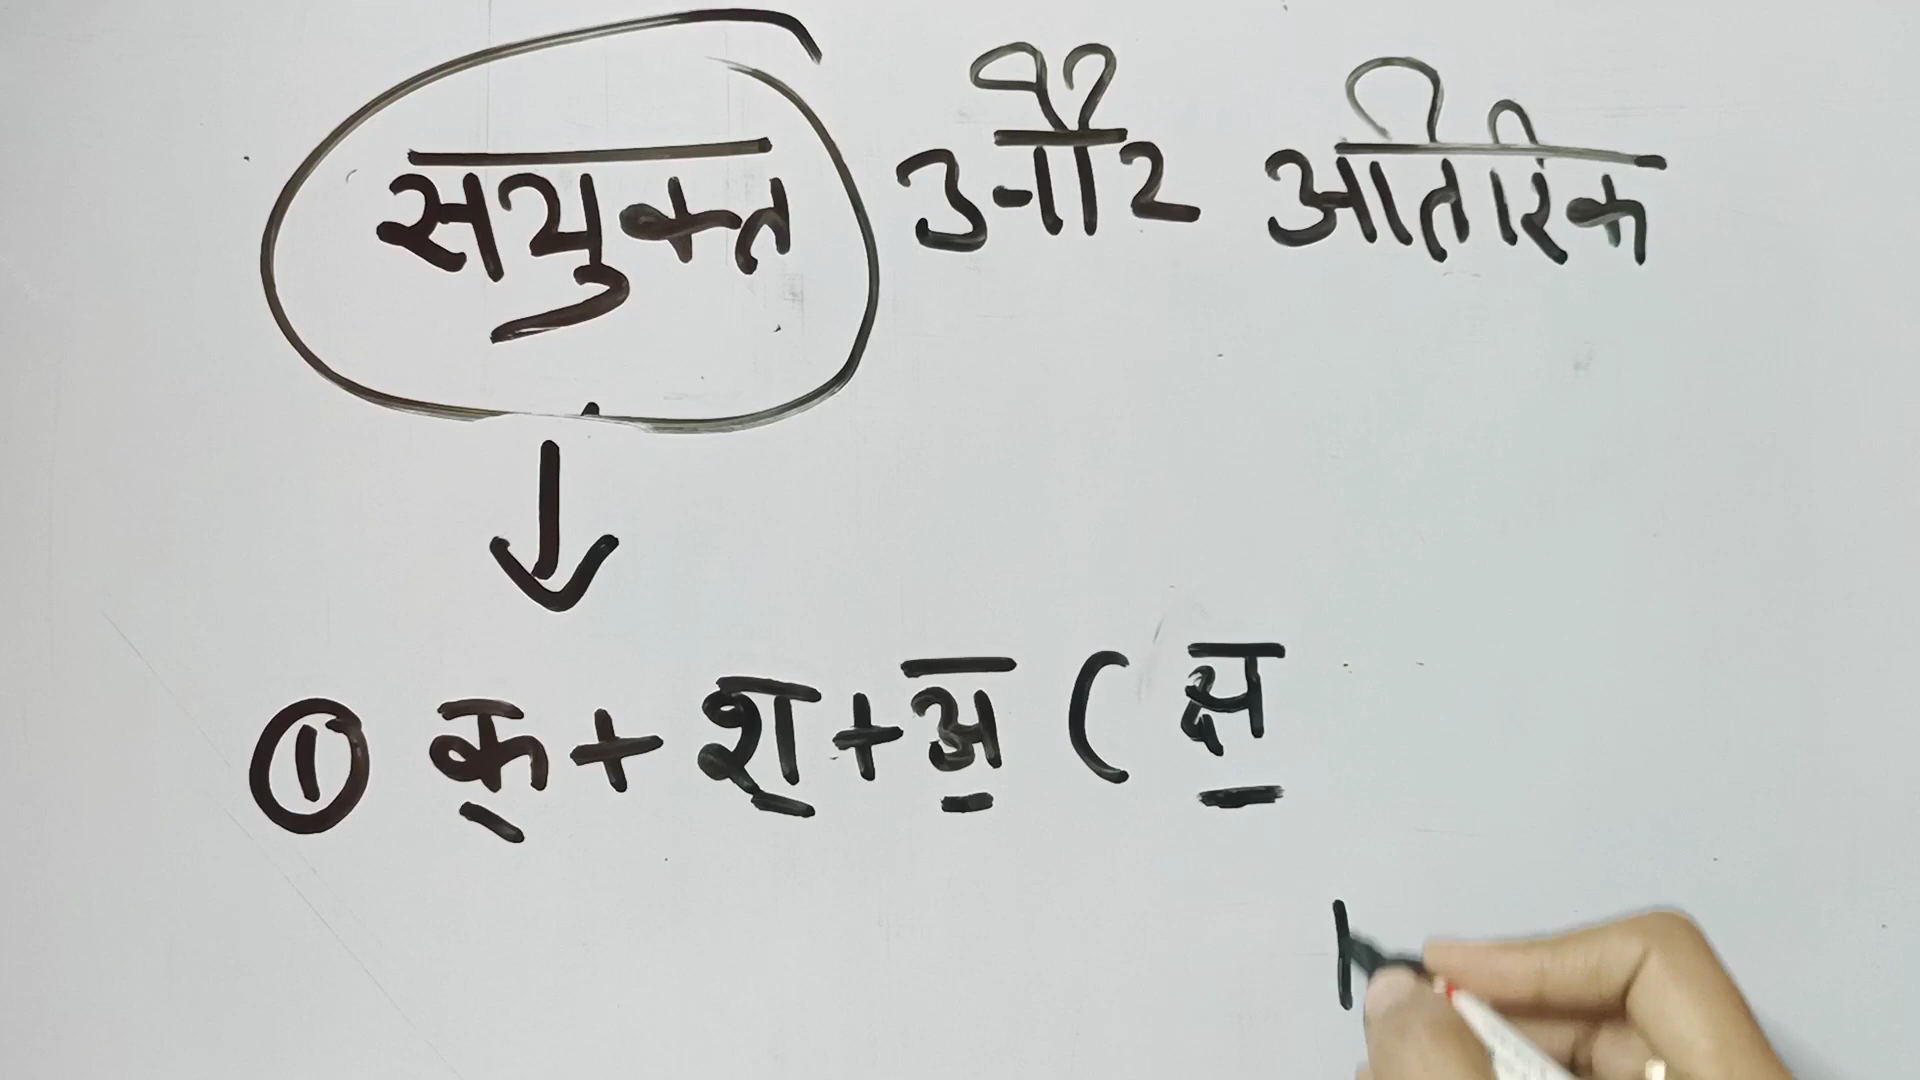 सयुक्त और अतिरिक
① क् + श् + अ ( क्ष